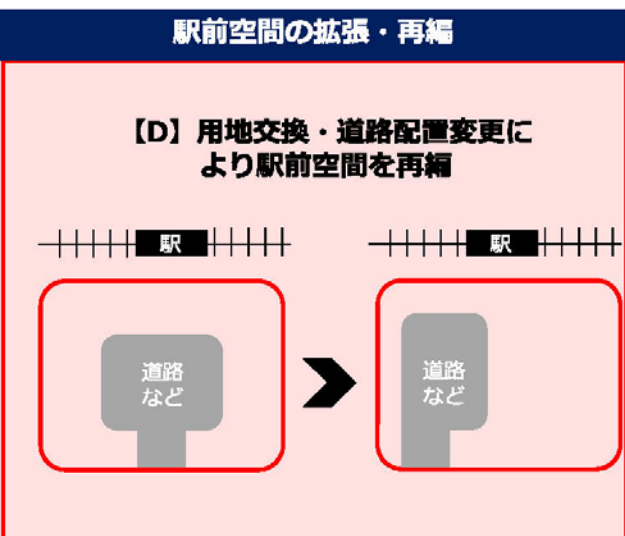 駅前空間の拡張・再編
【D】用地交換・道路配置変更に
より駅前空間を再編
駅
駅
道路
など
道路
など